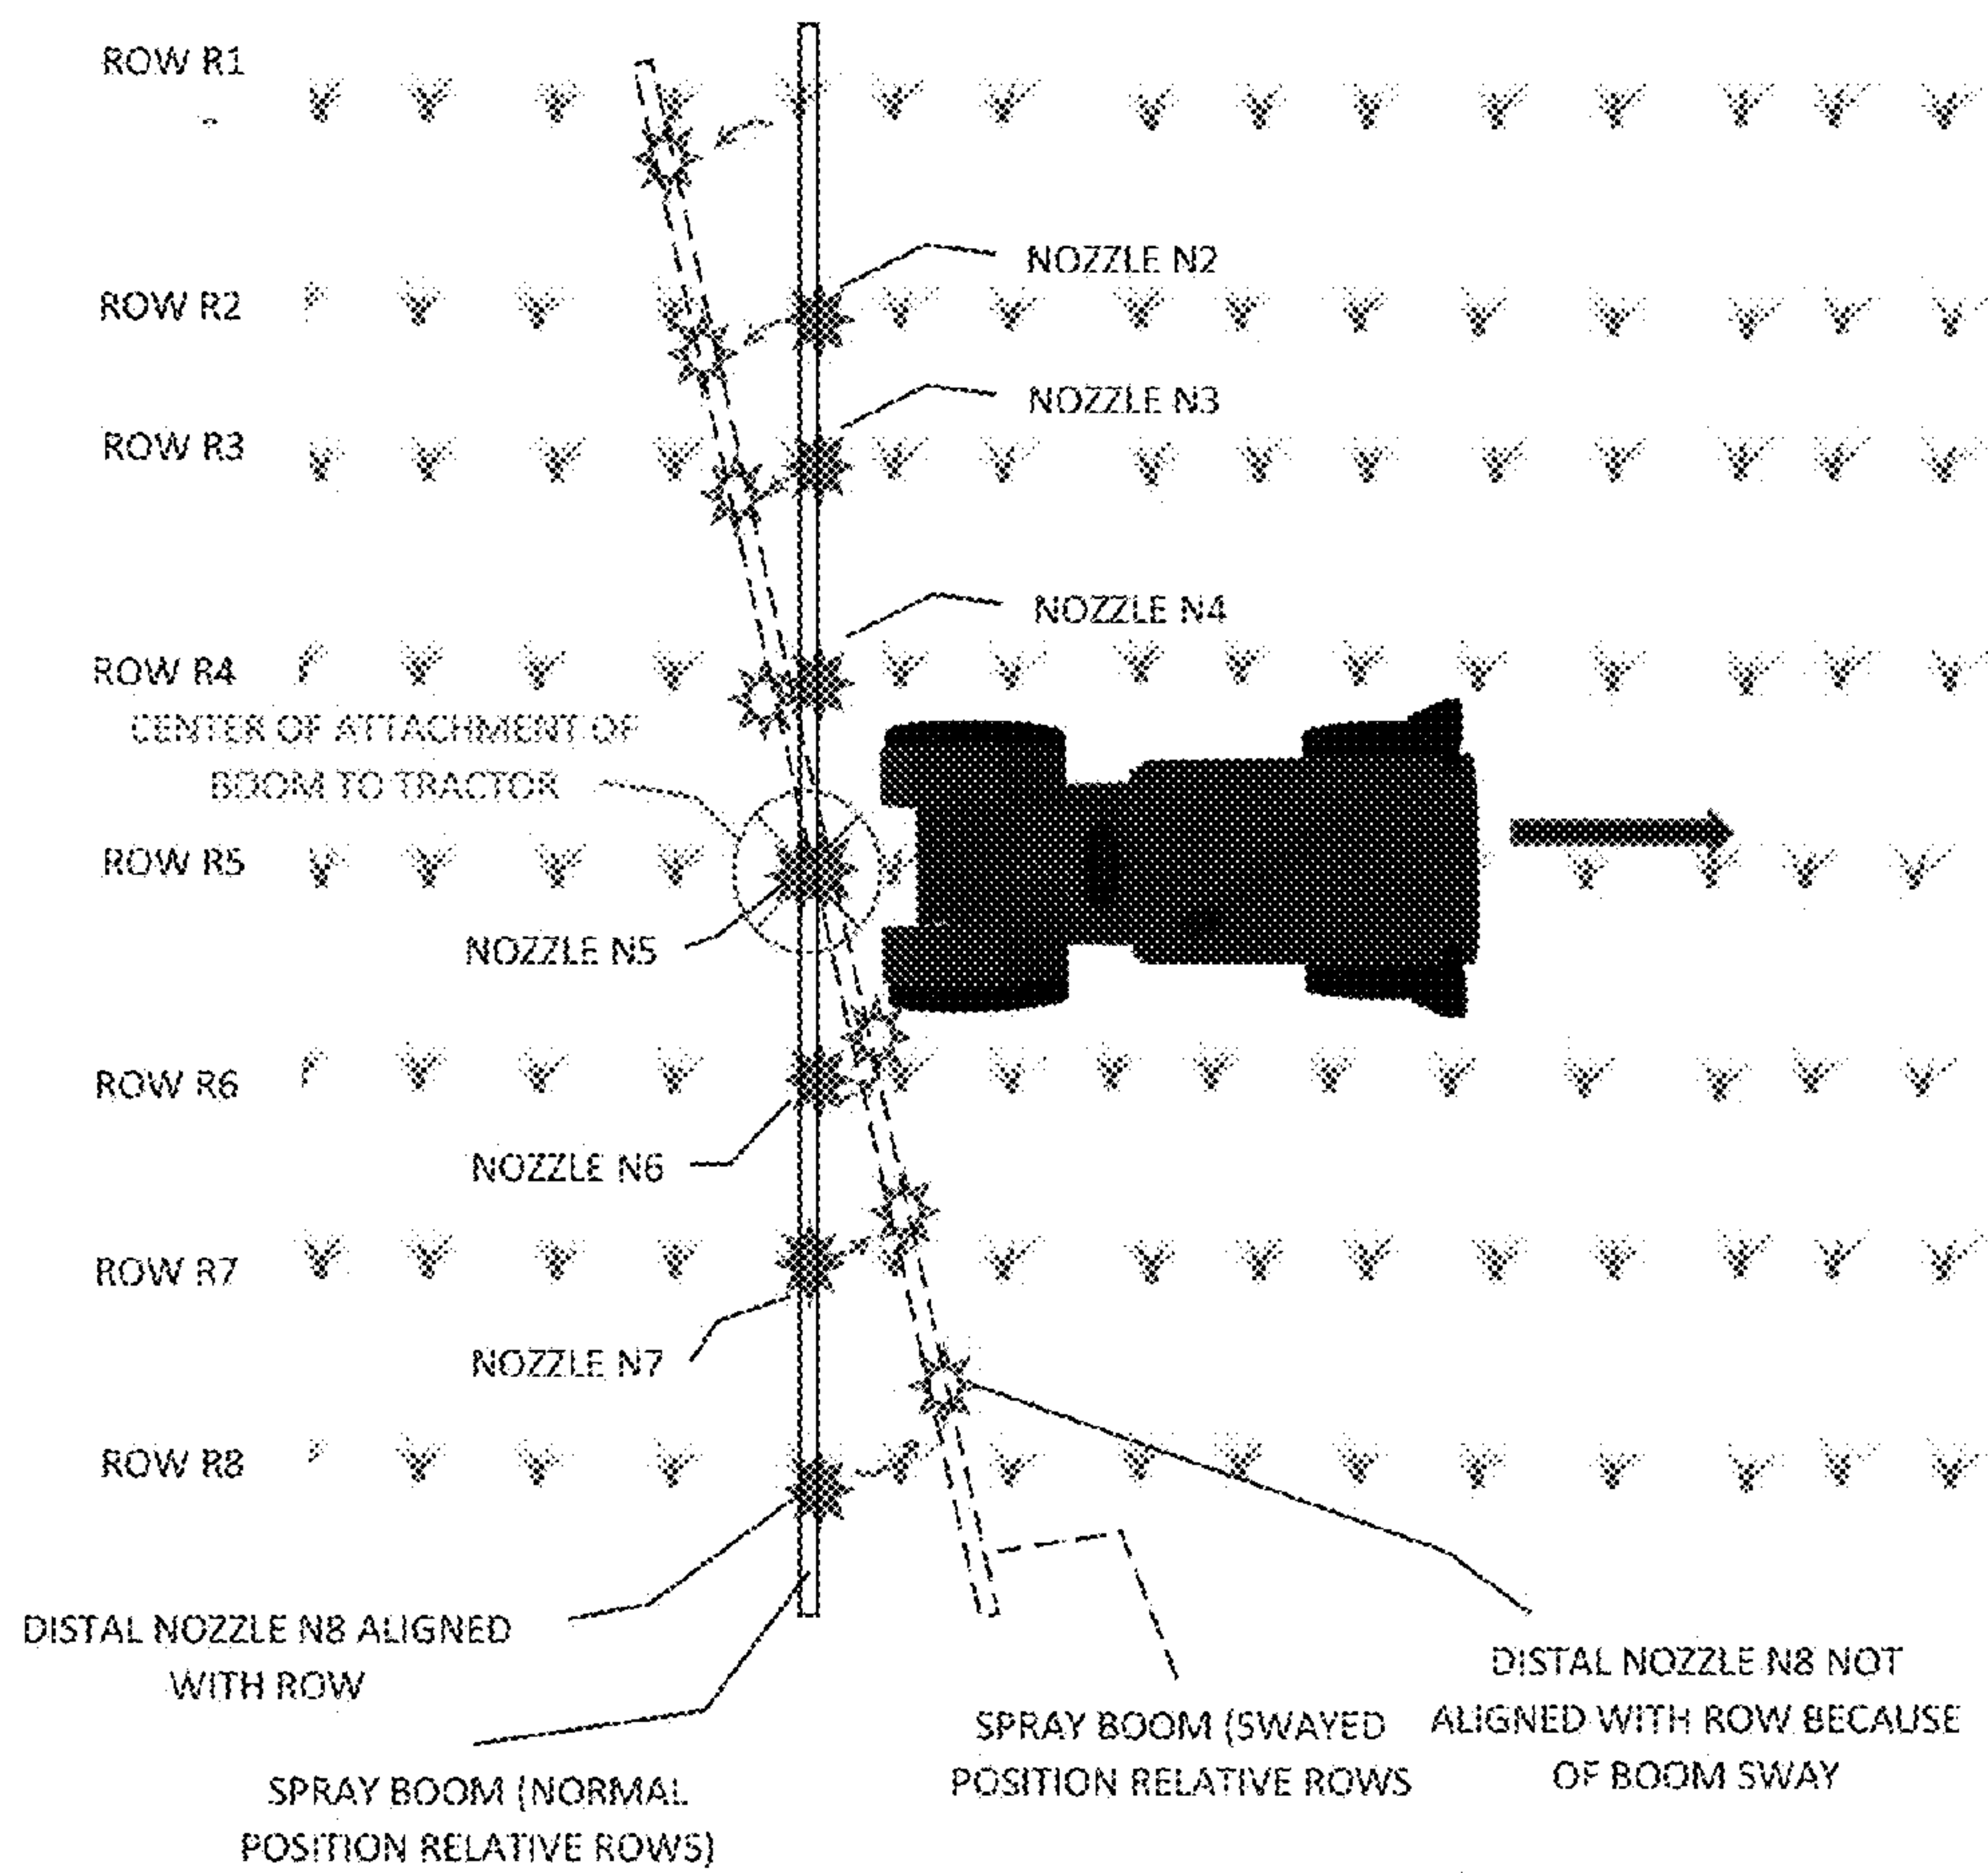 ROW R1
NOZZLE N2
ROW R2
NOZZLE N3
ROW R3
NOZZLE N4
ROW R4
CENTER OF ATTACHMENT OF
BOOM TO TRACTOR
ROW R5
NOZZLE N5
ROW R6
NOZZLE N6
ROW R7
NOZZLE N7
ROW R8
DISTAL NOZZLE N8 ALIGNED
WITH ROW
SPRAY BOOM (NORMAL
POSITION RELATIVE ROWS)
SPRAY BOOM (SWAYED
POSITION RELATIVE ROWS
DISTAL NOZZLE N8 NOT
ALIGNED WITH ROW BECAUSE
OF BOOM SWAY